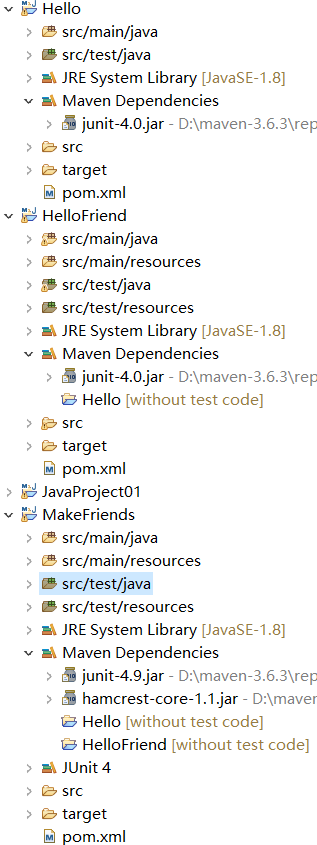 Hello
src/main/java
src/test/java
JRE System Library [JavaSE-1.8]
Maven Dependencies
junit-4.0.jar - D:\maven-3.6.3\rep
src
target
pom.xml
HelloFriend
src/main/java
src/main/resources
src/test/java
src/test/resources
JRE System Library [JavaSE-1.8]
Maven Dependencies
junit-4.0.jar - D:\maven-3.6.3\rep
Hello [without test code]
src
target
pom.xml
JavaProject01
MakeFriends
src/main/java
src/main/resources
src/test/java
src/test/resources
JRE System Library [JavaSE-1.8]
Maven Dependencies
junit-4.9.jar - D:\maven-3.6.3\rep
hamcrest-core-1.1.jar - D:\maven
Hello [without test code]
HelloFriend [without test code]
JUnit 4
src
target
pom.xml